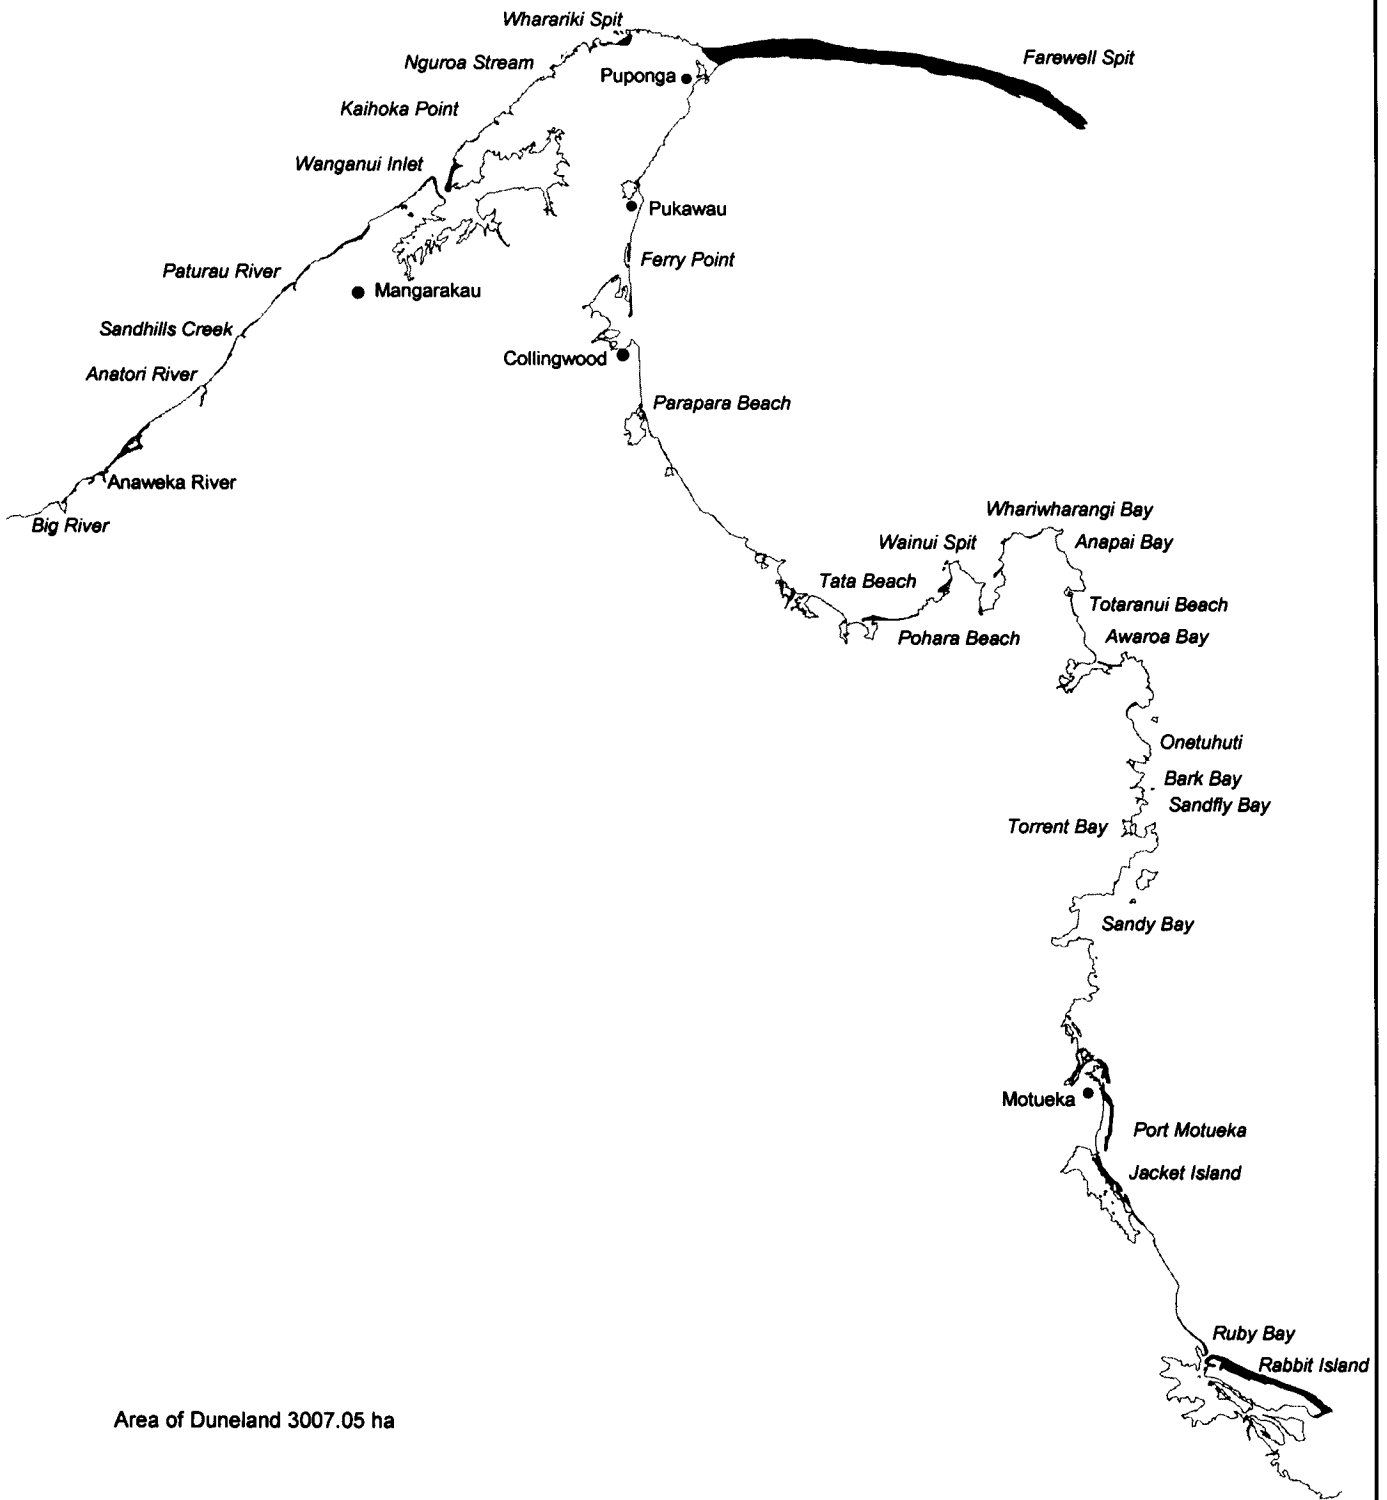 Wharariki Spit
Farewell Spit
Nguroa Stream
Puponga
Kaihoka Point
Wanganui Inlet
Pukawau
Ferry Point
Paturau River
Mangarakau
Sandhills Creek
Collingwood
Anatori River
Parapara Beach
Anaweka River
Big River
Whariwharangi Bay
Wainui Spit
Anapai Bay
Tata Beach
Totaranui Beach
Pohara Beach
Awaroa Bay
Onetuhuti
Bark Bay
Sandfly Bay
Torrent Bay
Sandy Bay
Motueka
Port Motueka
Jacket Island
Ruby Bay
Rabbit Island
Area of Duneland 3007.05 ha